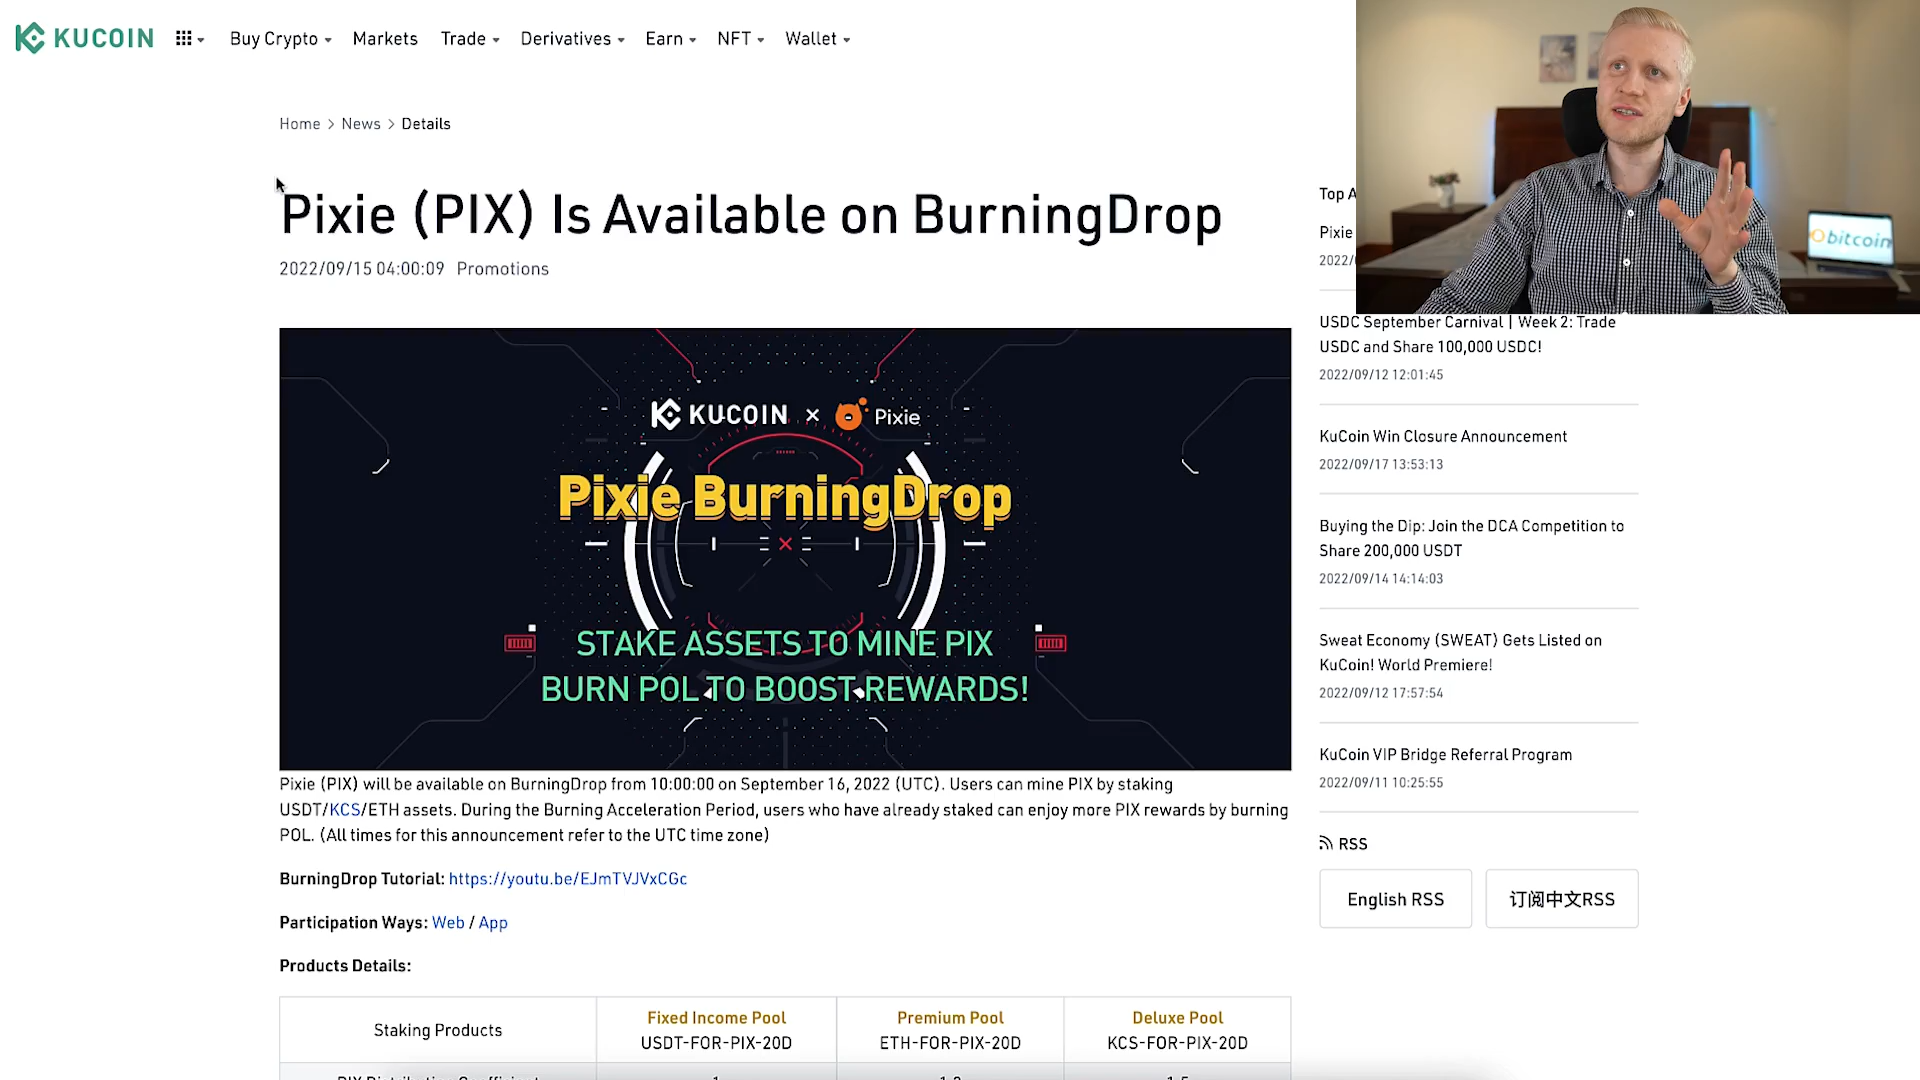 KUCOIN
Buy Crypto
Markets
Trade
Derivatives
Earn
NFT
Wallet
Home > News > Details
Pixie (PIX) Is Available on BurningDrop
2022/09/15 04:00:09 Promotions
KUCOIN × Pixie
Pixie BurningDrop
STAKE ASSETS TO MINE PIX
BURN POL TO BOOST REWARDS!
Pixie (PIX) will be available on BurningDrop from 10:00:00 on September 16, 2022 (UTC). Users can mine PIX by staking
USDT/KCS/ETH assets. During the Burning Acceleration Period, users who have already staked can enjoy more PIX rewards by burning
POL. (All times for this announcement refer to the UTC time zone)
BurningDrop Tutorial: https://youtu.be/EJmTVJVxCGc
Participation Ways: Web / App
Products Details:
Staking Products
Fixed Income Pool
USDT-FOR-PIX-20D
Premium Pool
ETH-FOR-PIX-20D
Deluxe Pool
KCS-FOR-PIX-20D
Top A
Pixie
2022/
USDC September Carnival | Week 2: Trade
USDC and Share 100,000 USDC!
2022/09/12 12:01:45
KuCoin Win Closure Announcement
2022/09/17 13:53:13
Buying the Dip: Join the DCA Competition to
Share 200,000 USDT
2022/09/14 14:14:03
Sweat Economy (SWEAT) Gets Listed on
KuCoin! World Premiere!
2022/09/12 17:57:54
KuCoin VIP Bridge Referral Program
2022/09/11 10:25:55
RSS
English RSS
订阅中文RSS
bitcoin